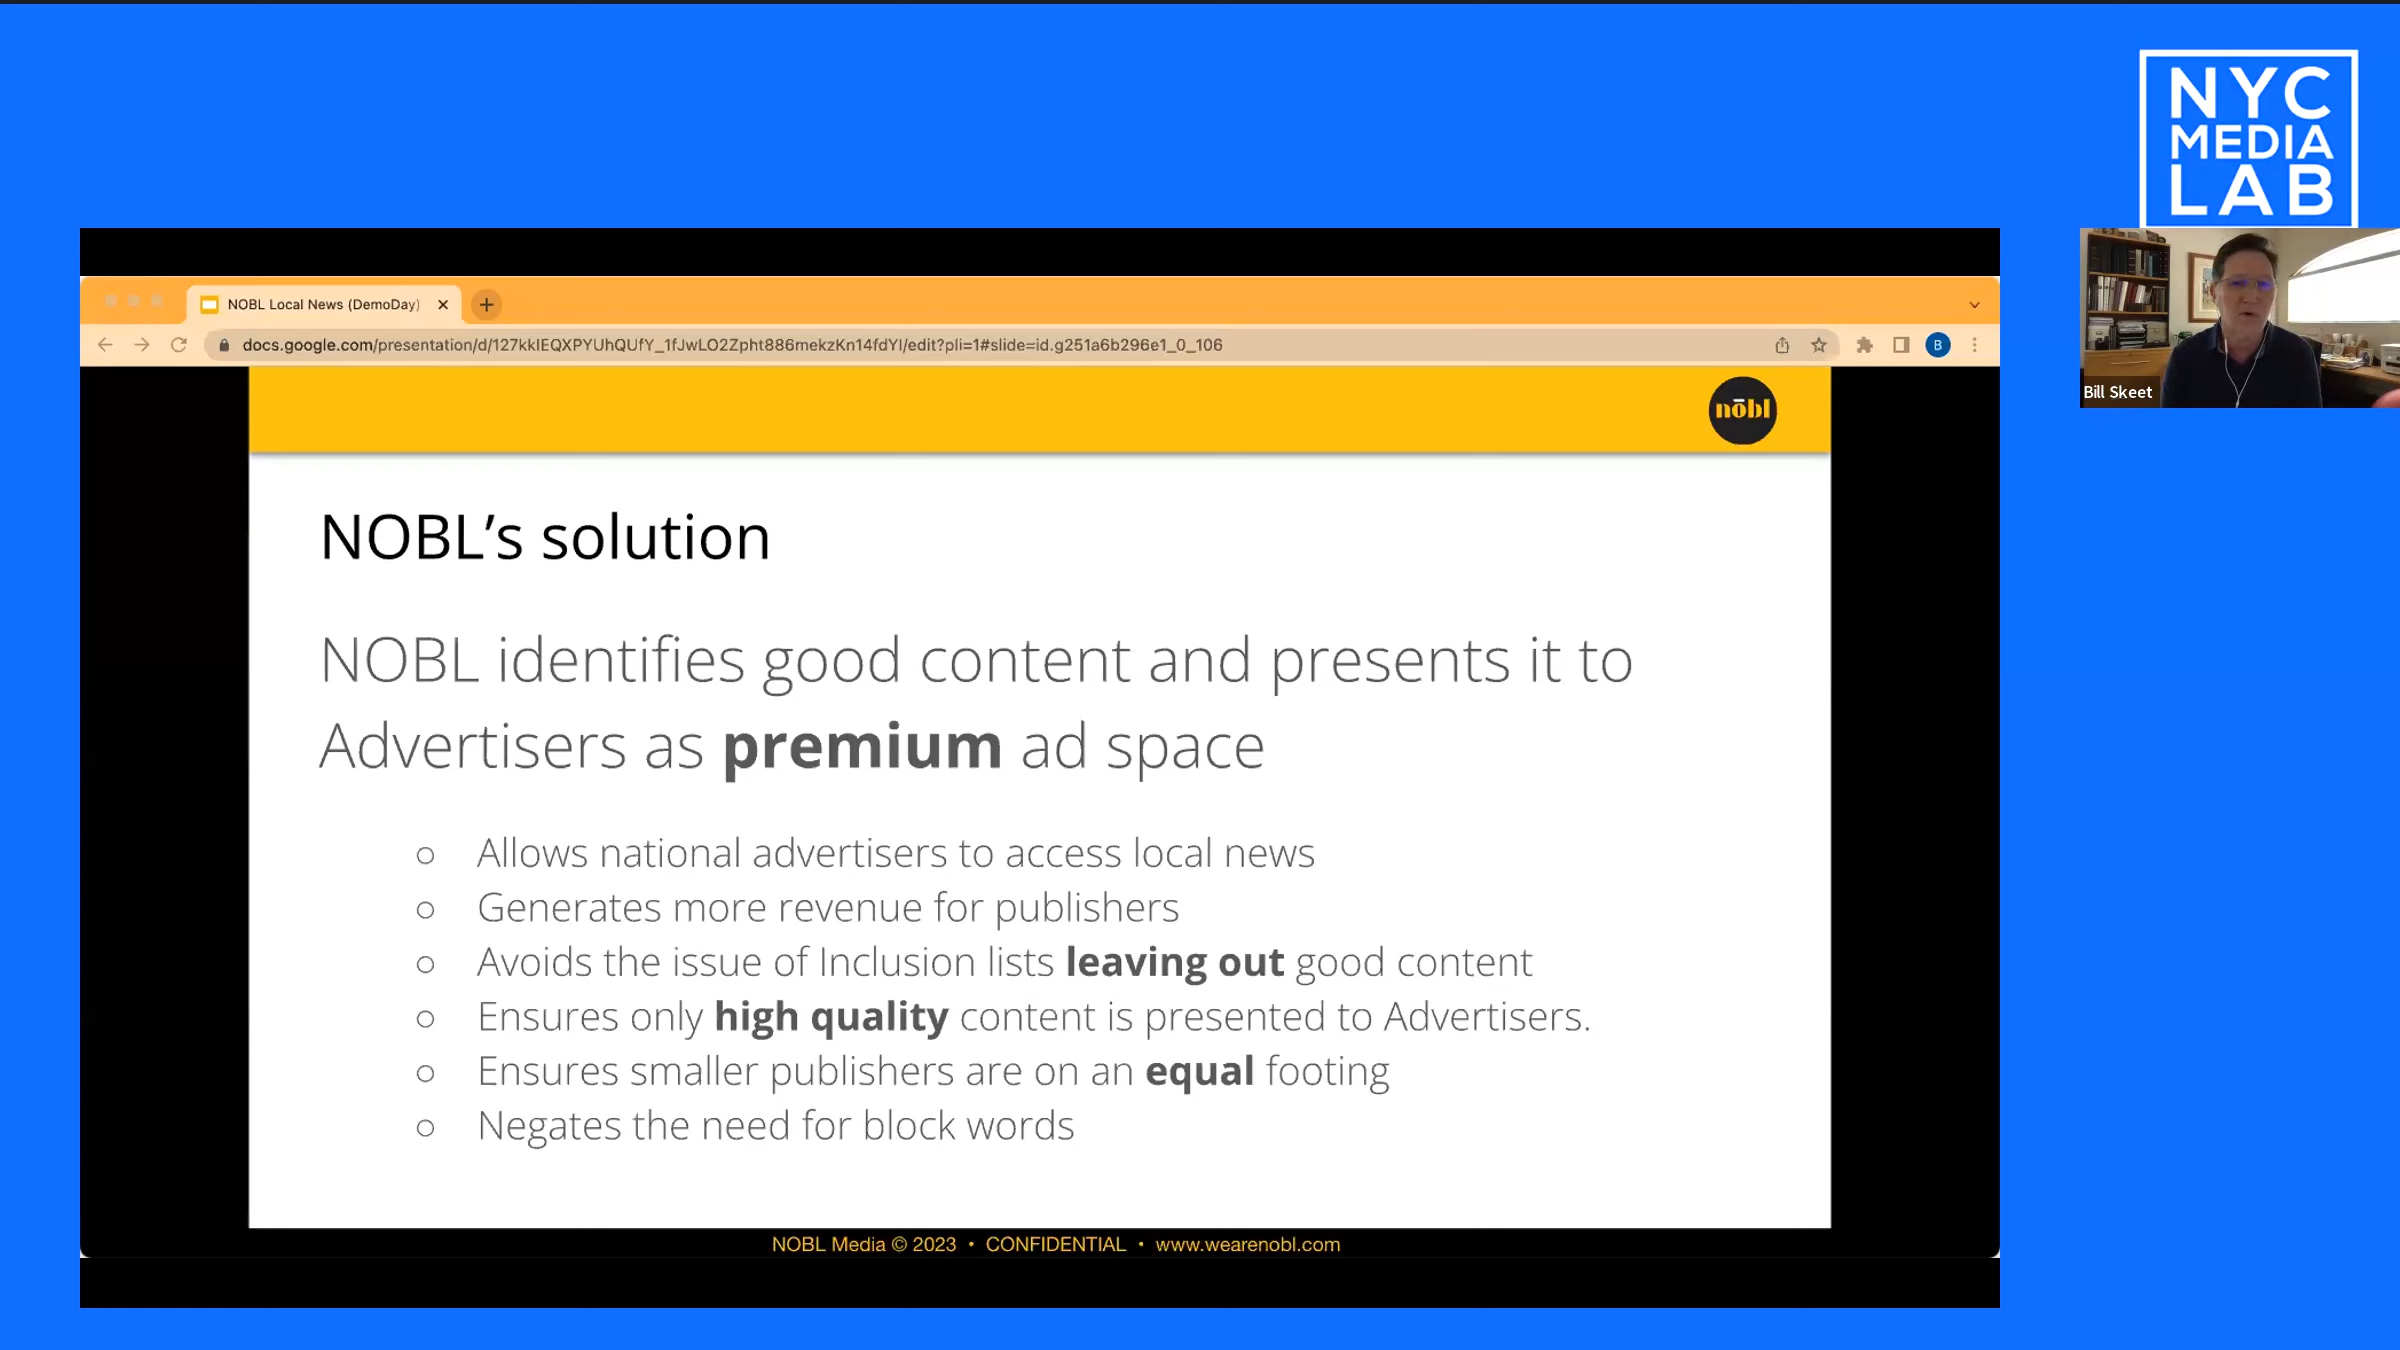 NYC
MEDIA
LAB
NOBL Local News (DemoDay)
docs.google.com/presentation/d/127kklEQXPYUhQUfY_1fJwLO2Zpht886mekzKn14fdYI/edit?pli=1#slide=id.g251a6b296e1_0_106
B
Bill Skeet
nōbl
NOBL’s solution
NOBL identifies good content and presents it to
Advertisers as premium ad space
○ Allows national advertisers to access local news
○ Generates more revenue for publishers
○ Avoids the issue of Inclusion lists leaving out good content
○ Ensures only high quality content is presented to Advertisers.
○ Ensures smaller publishers are on an equal footing
○ Negates the need for block words
NOBL Media © 2023 • CONFIDENTIAL • www.wearenobl.com